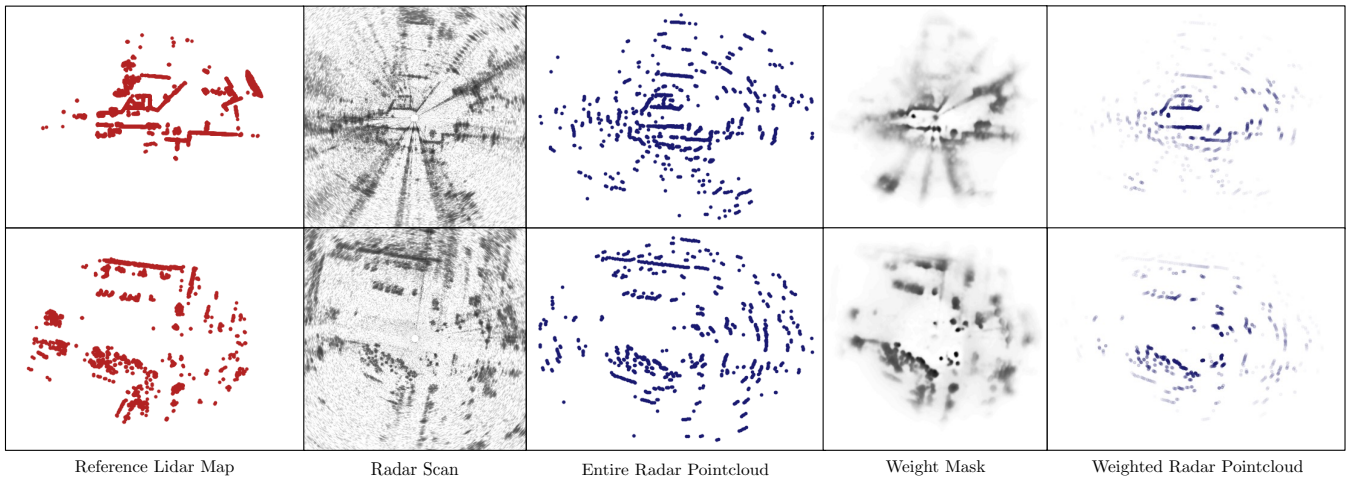 Reference Lidar Map
Radar Scan
Entire Radar Pointcloud
Weight Mask
Weighted Radar Pointcloud